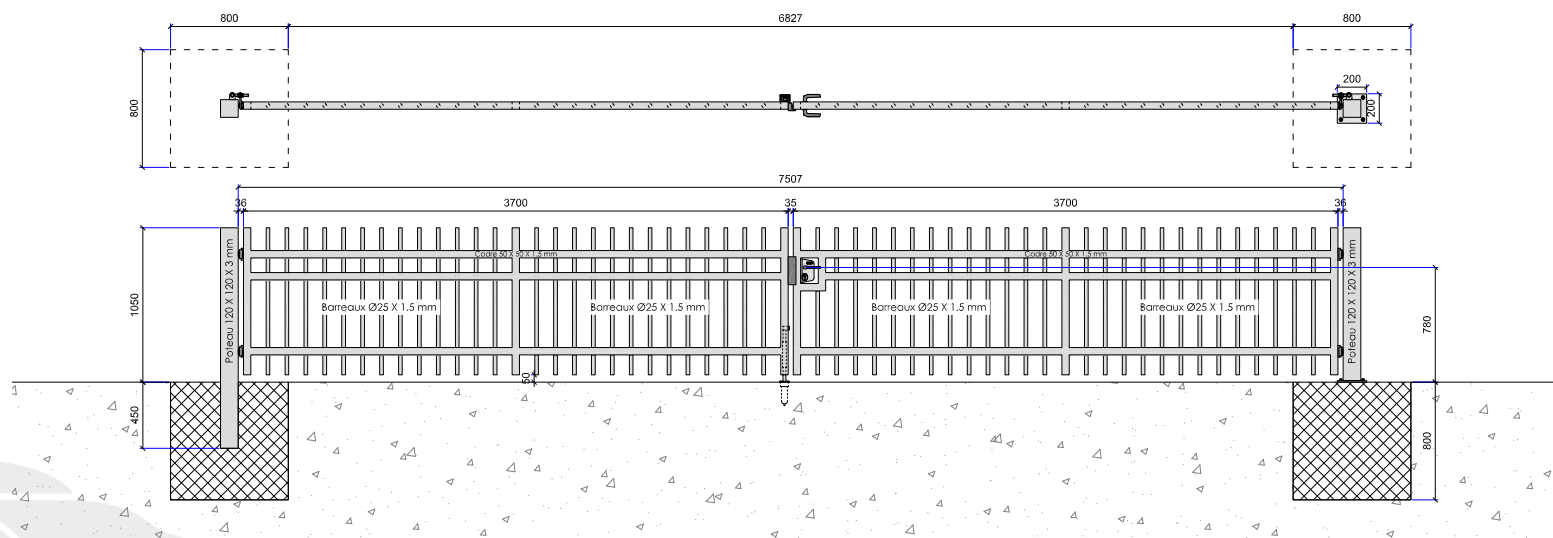 800
6827
800
800
200
200
7507
36
3700
35
3700
36
Cadre 50 X 50 X 1.5 mm
Cadre 50 X 50 X 1.5 mm
Poteau 120 X 120 X 3 mm
Poteau 120 X 120 X 3 mm
1050
Barreaux Ø25 X 1.5 mm
Barreaux Ø25 X 1.5 mm
Barreaux Ø25 X 1.5 mm
Barreaux Ø25 X 1.5 mm
780
50
450
800